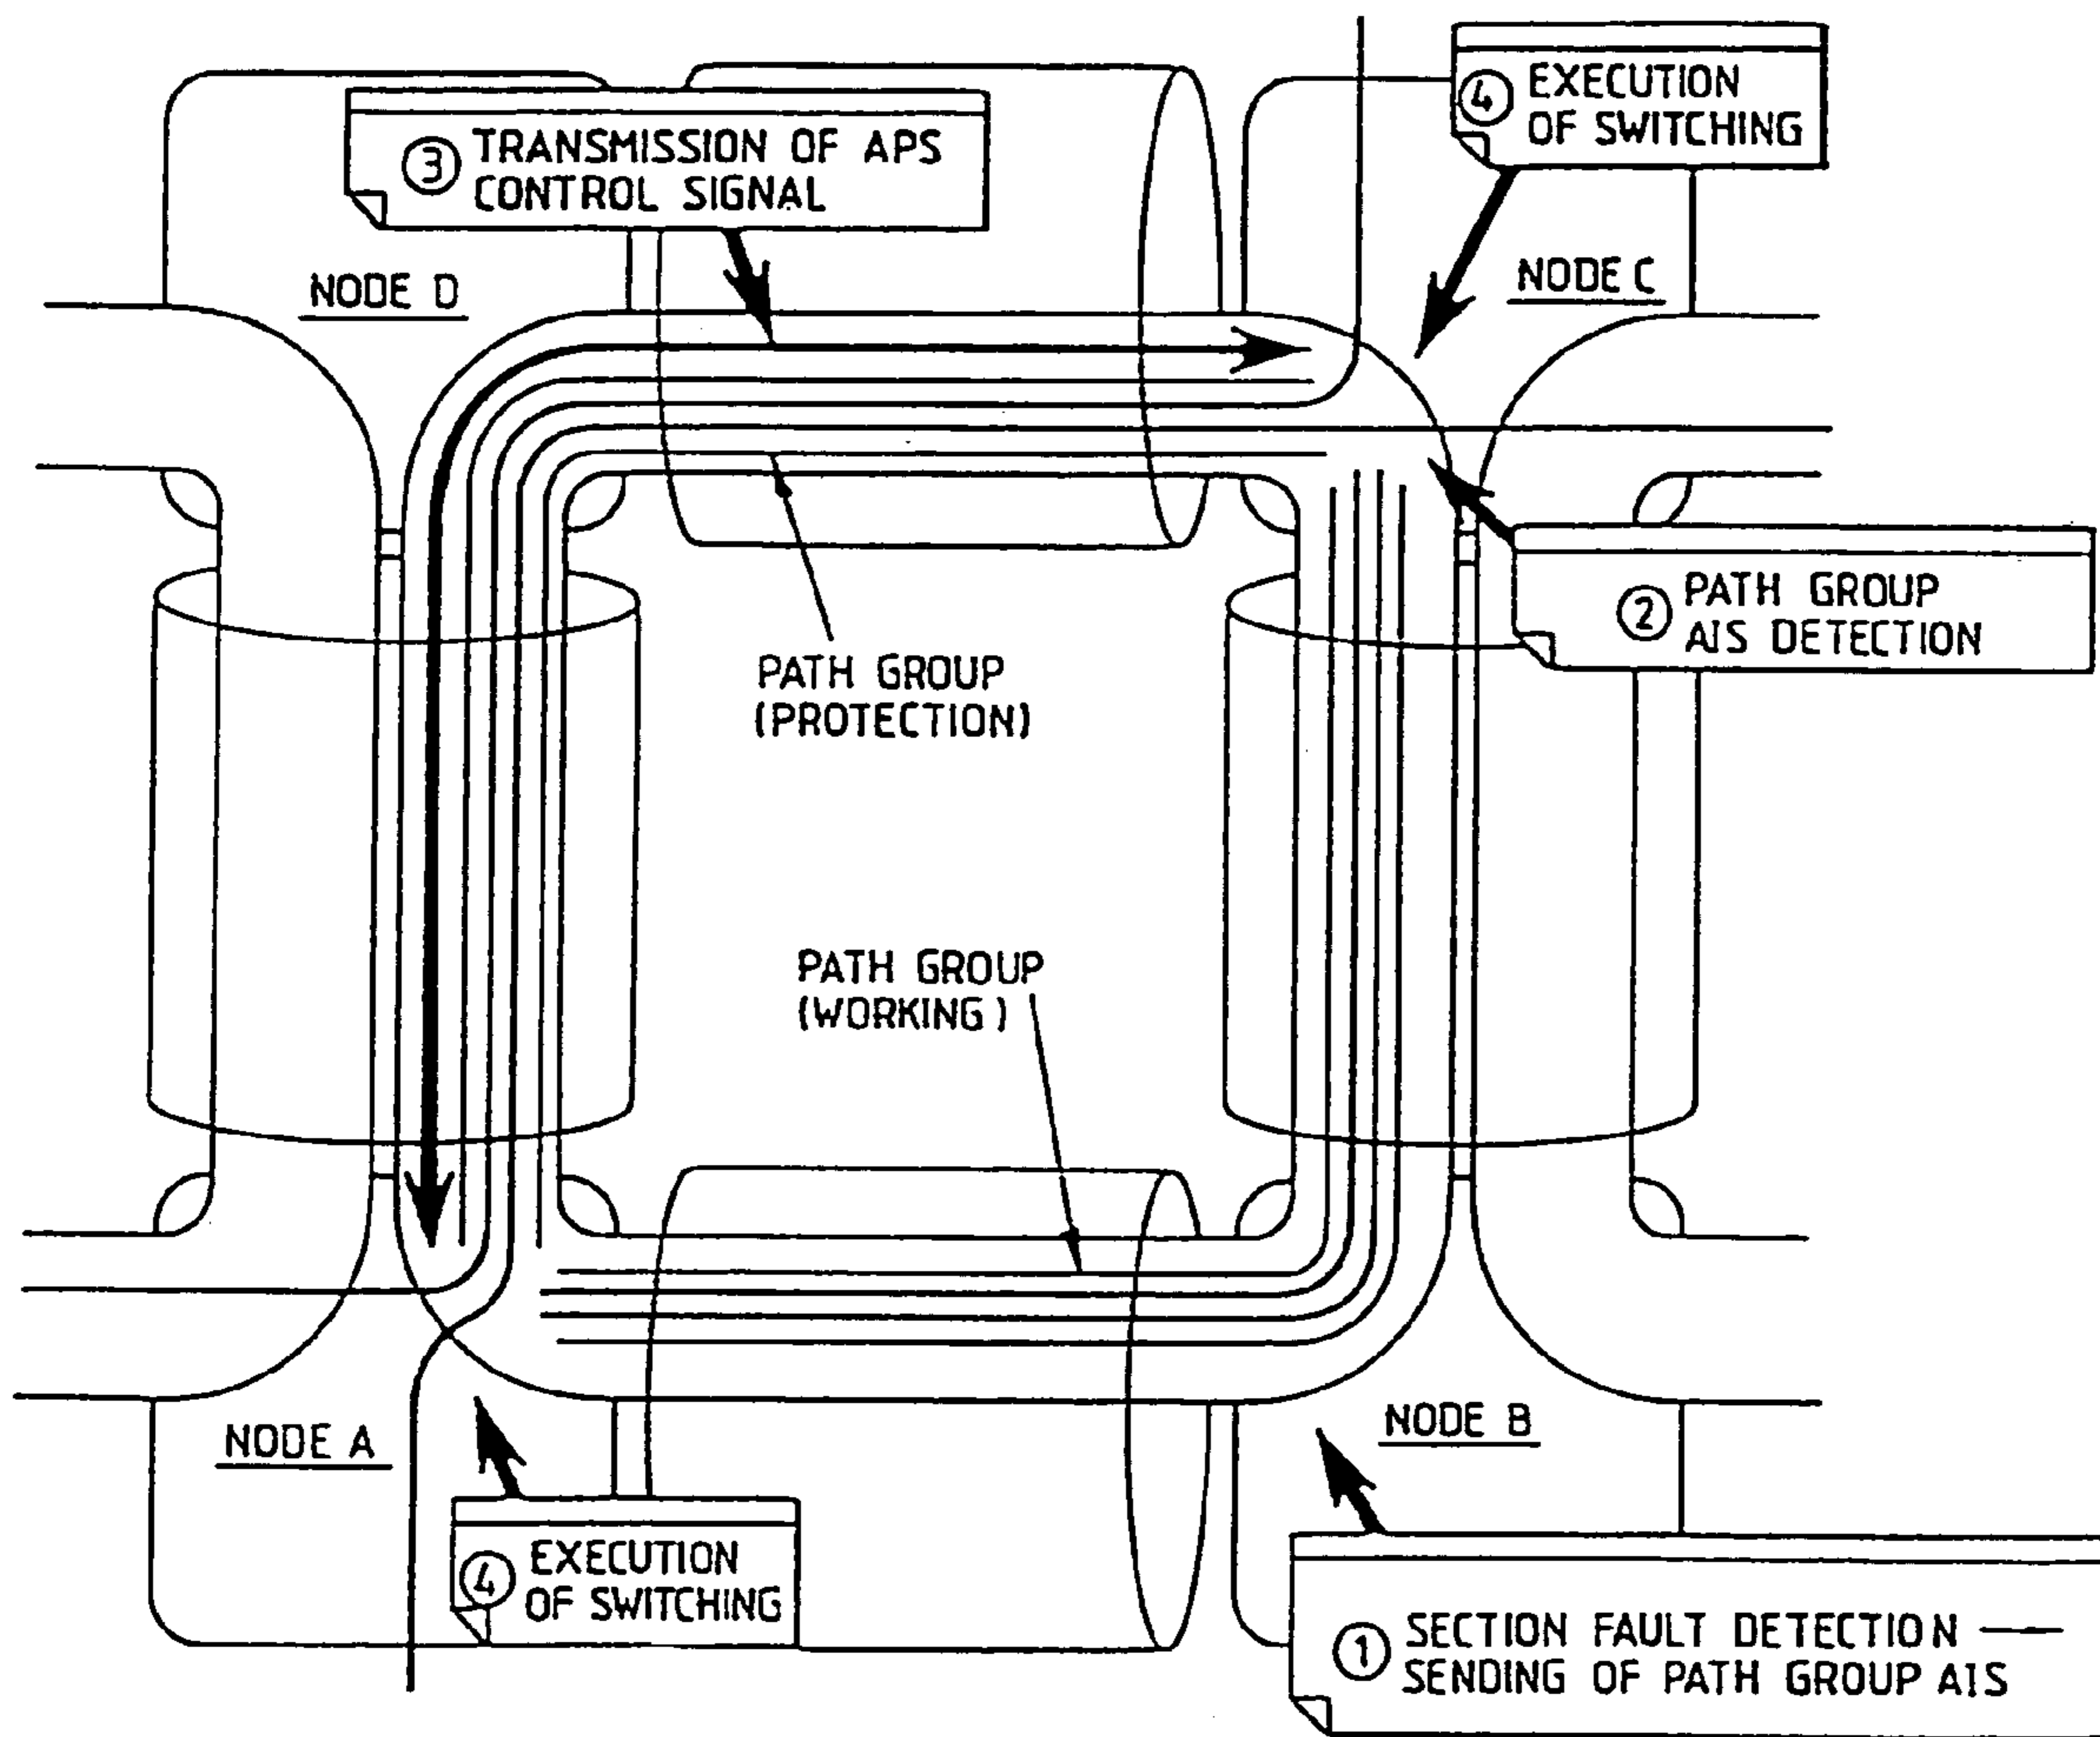 ④ EXECUTION
OF SWITCHING
③ TRANSMISSION OF APS
CONTROL SIGNAL
NODE D
NODE C
② PATH GROUP
AIS DETECTION
PATH GROUP
(PROTECTION)
PATH GROUP
(WORKING)
NODE A
NODE B
④ EXECUTION
OF SWITCHING
① SECTION FAULT DETECTION —
SENDING OF PATH GROUP AIS